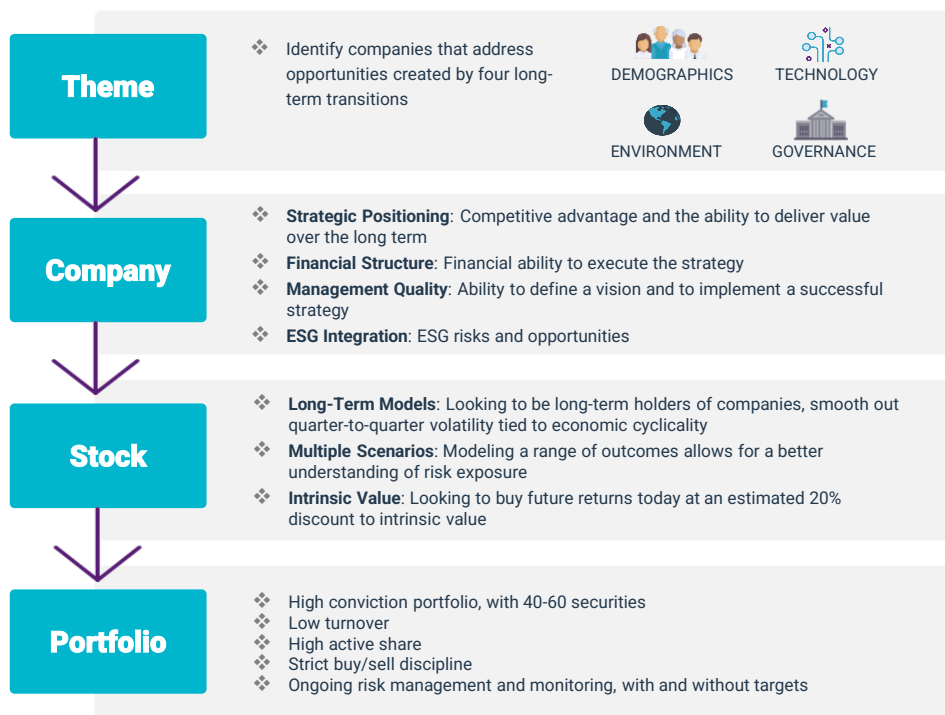 Theme
❖ Identify companies that address
opportunities created by four long-
term transitions
DEMOGRAPHICS
TECHNOLOGY
ENVIRONMENT
GOVERNANCE
Company
❖ Strategic Positioning: Competitive advantage and the ability to deliver value
over the long term
❖ Financial Structure: Financial ability to execute the strategy
❖ Management Quality: Ability to define a vision and to implement a successful
strategy
❖ ESG Integration: ESG risks and opportunities
Stock
❖ Long-Term Models: Looking to be long-term holders of companies, smooth out
quarter-to-quarter volatility tied to economic cyclicality
❖ Multiple Scenarios: Modeling a range of outcomes allows for a better
understanding of risk exposure
❖ Intrinsic Value: Looking to buy future returns today at an estimated 20%
discount to intrinsic value
Portfolio
❖ High conviction portfolio, with 40-60 securities
❖ Low turnover
❖ High active share
❖ Strict buy/sell discipline
❖ Ongoing risk management and monitoring, with and without targets